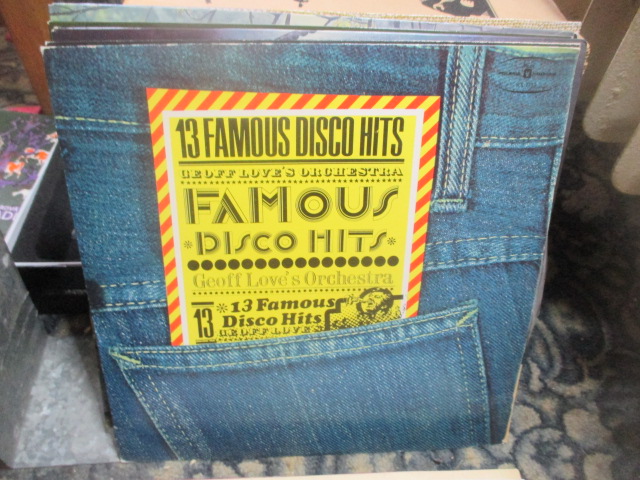 13 FAMOUS DISCO HITS
GEOFF LOVE'S ORCHESTRA
FAMOUS
*DISCO HITS*
Geoff Love's Orchestra
13
*13 Famous
Disco Hits
GEOFF LOVE'S